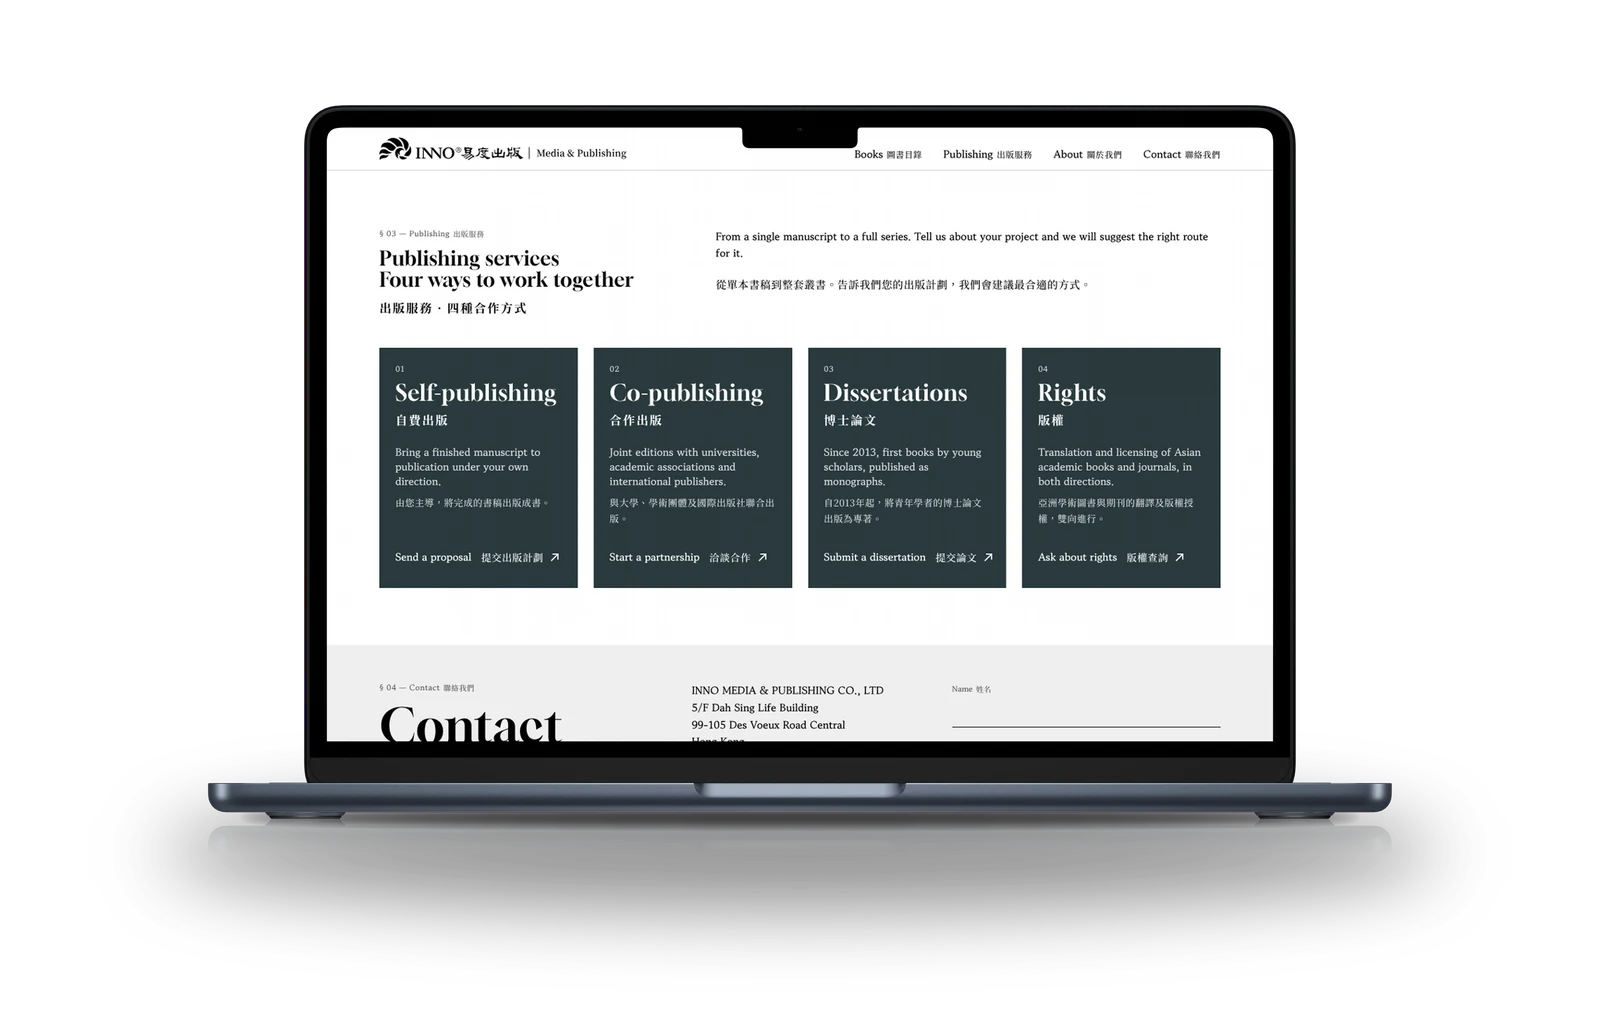 INNO®易度出版 | Media & Publishing
Books 圖書目錄 Publishing 出版服務 About 關於我們 Contact 聯絡我們
§ 03 — Publishing 出版服務
Publishing services
Four ways to work together
出版服務 · 四種合作方式
From a single manuscript to a full series. Tell us about your project and we will suggest the right route
for it.
從單本書稿到整套叢書。告訴我們您的出版計劃，我們會建議最合適的方式。
01
Self-publishing
自費出版
Bring a finished manuscript to
publication under your own
direction.
由您主導，將完成的書稿出版成書。
Send a proposal 提交出版計劃 ↗
02
Co-publishing
合作出版
Joint editions with universities,
academic associations and
international publishers.
與大學、學術團體及國際出版社聯合出
版。
Start a partnership 洽談合作 ↗
03
Dissertations
博士論文
Since 2013, first books by young
scholars, published as
monographs.
自2013年起，將青年學者的博士論文
出版為專著。
Submit a dissertation 提交論文 ↗
04
Rights
版權
Translation and licensing of Asian
academic books and journals, in
both directions.
亞洲學術圖書與期刊的翻譯及版權授
權，雙向進行。
Ask about rights 版權查詢 ↗
§ 04 — Contact 聯絡我們
Contact
INNO MEDIA & PUBLISHING CO., LTD
5/F Dah Sing Life Building
99-105 Des Voeux Road Central
Hong Kong
Name 姓名